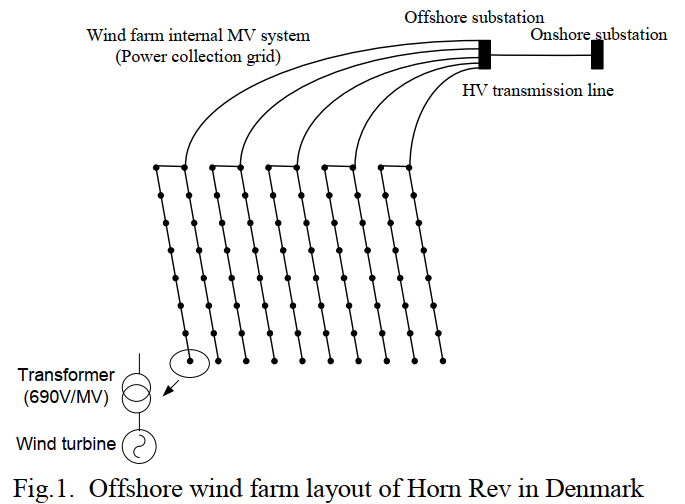 Offshore substation
Wind farm internal MV system
Onshore substation
(Power collection grid)
HV transmission line
Transformer
(690V/MV)
Wind turbine
Fig.1. Offshore wind farm layout of Horn Rev in Denmark